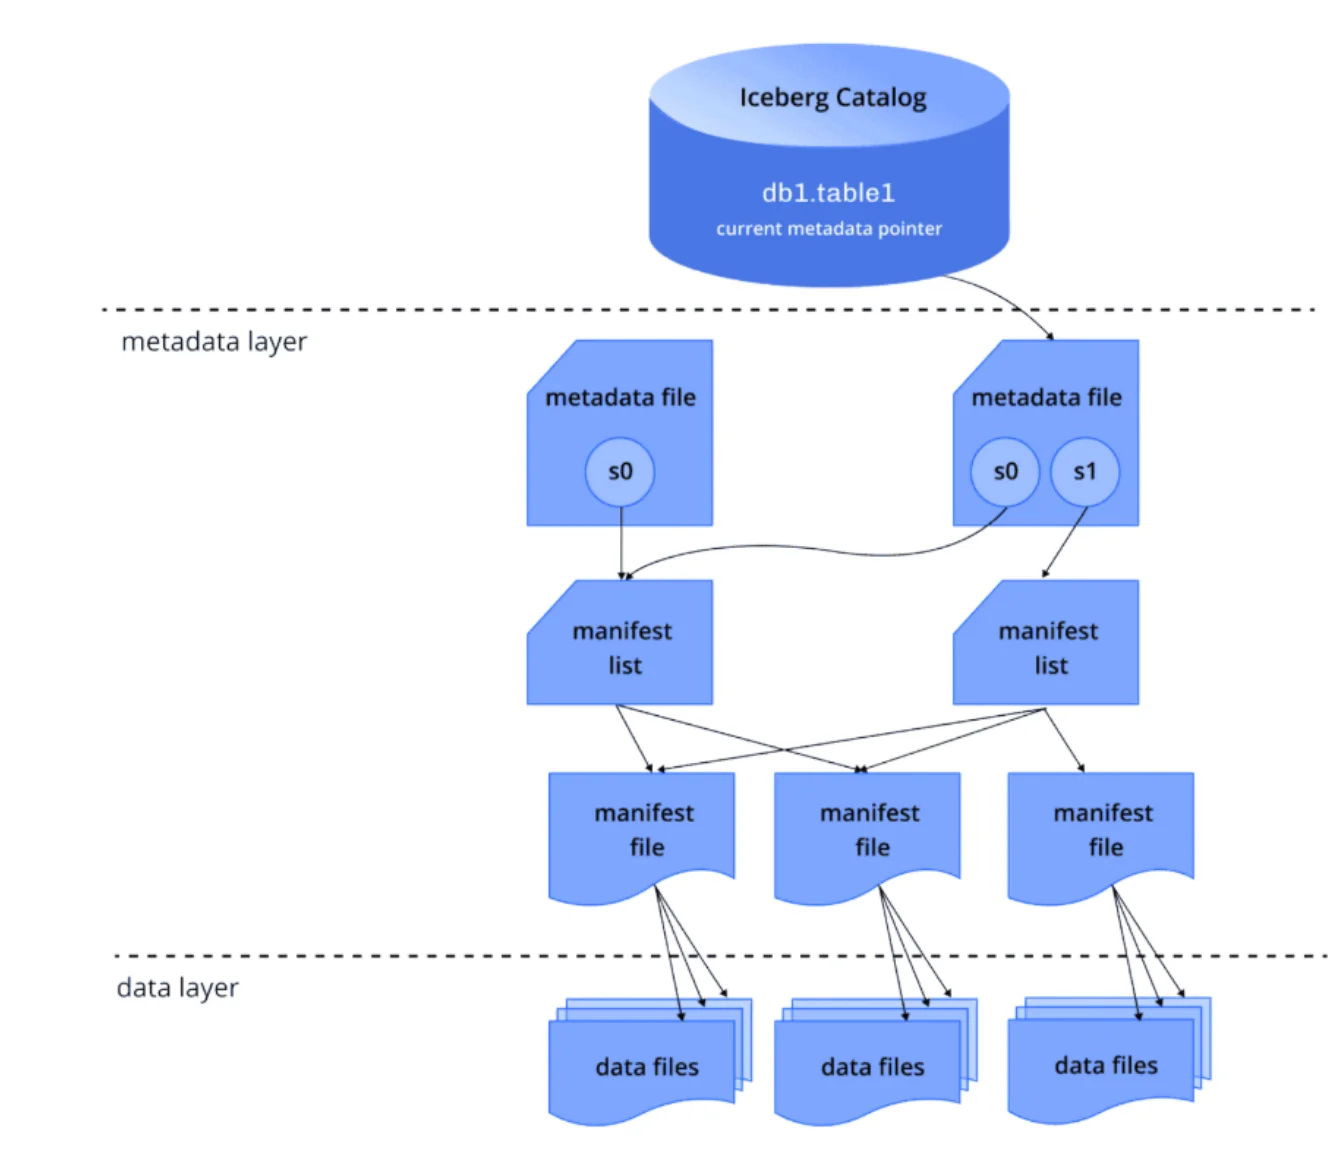 Iceberg Catalog
db1.table1
current metadata pointer
metadata layer
metadata file
s0
metadata file
s0
s1
manifest
list
manifest
list
manifest
file
manifest
file
manifest
file
data layer
data files
data files
data files